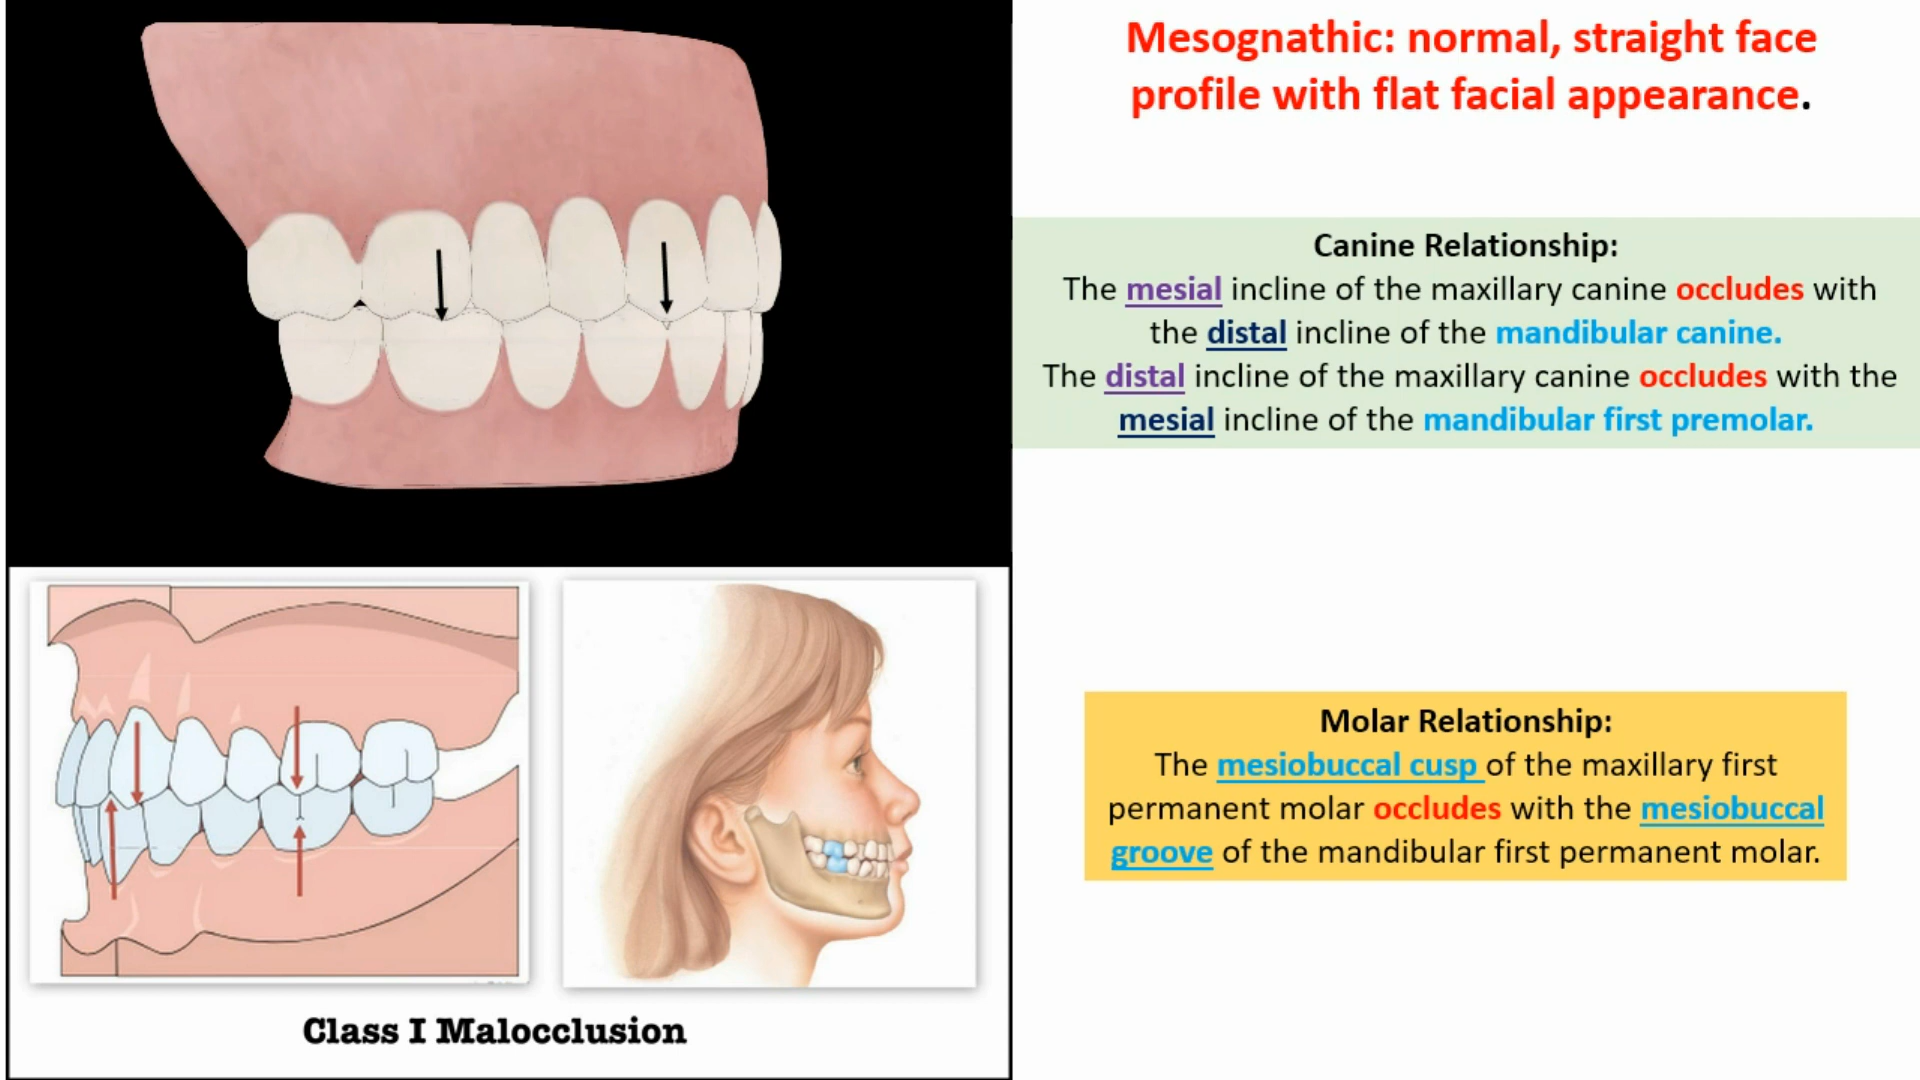 Mesognathic: normal, straight face
profile with flat facial appearance.
Canine Relationship:
The mesial incline of the maxillary canine occludes with
the distal incline of the mandibular canine.
The distal incline of the maxillary canine occludes with the
mesial incline of the mandibular first premolar.
Molar Relationship:
The mesiobuccal cusp of the maxillary first
permanent molar occludes with the mesiobuccal
groove of the mandibular first permanent molar.
Class I Malocclusion